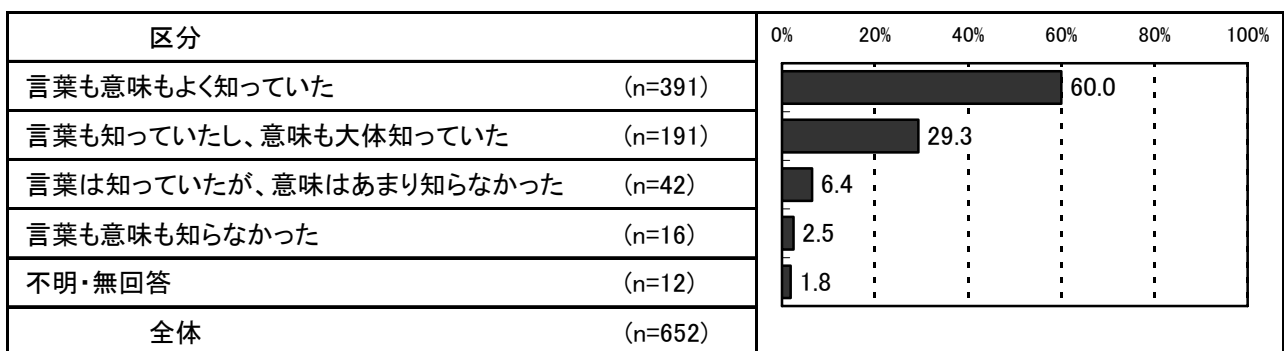 区分 0% 20% 40% 60% 80% 100%
言葉も意味もよく知っていた (n=391) 60.0
言葉も知っていたし、意味も大体知っていた (n=191) 29.3
言葉は知っていたが、意味はあまり知らなかった (n=42) 6.4
言葉も意味も知らなかった (n=16) 2.5
不明・無回答 (n=12) 1.8
全体 (n=652)